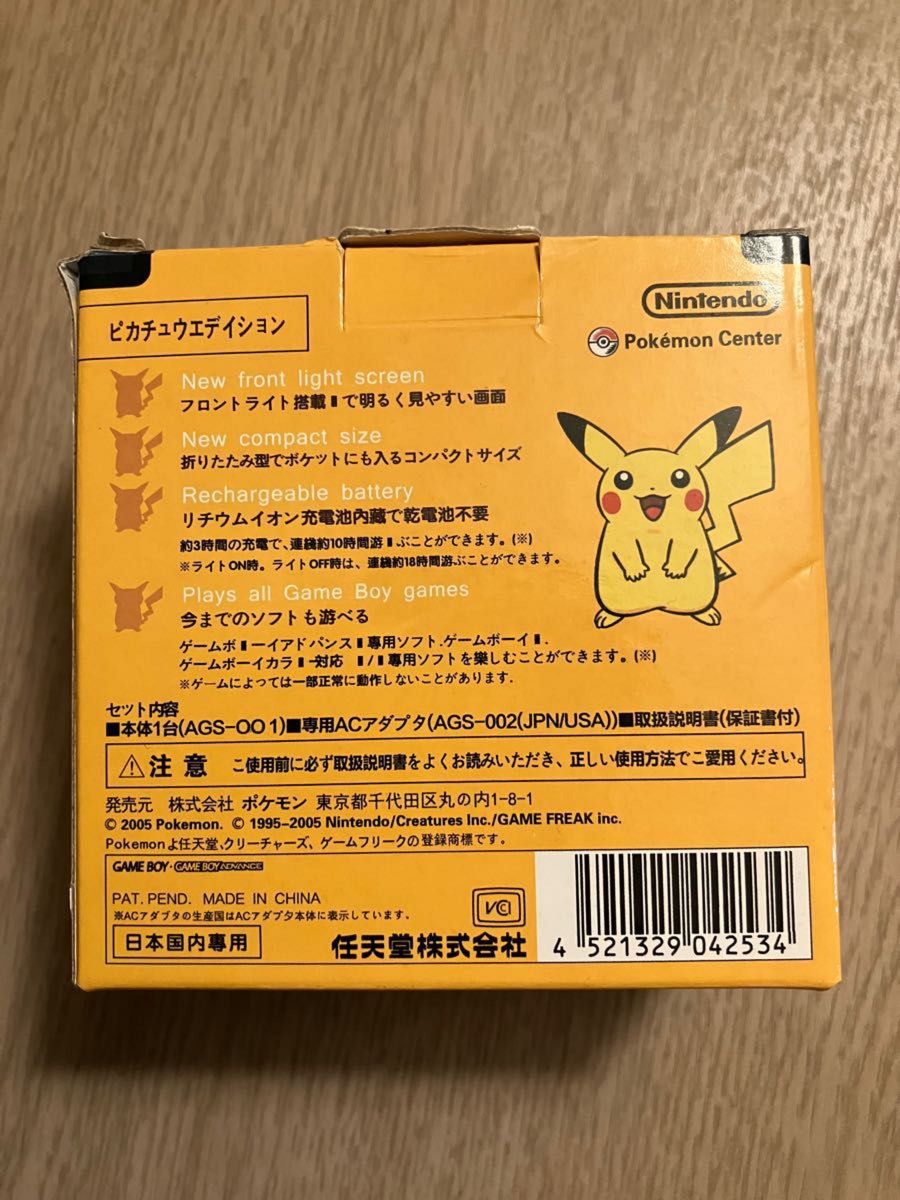 Nintendo
Pokémon Center
ピカチュウエデイション
New front light screen
フロントライト搭載▮で明るく見やすい画面
New compact size
折りたたみ型でポケットにも入るコンパクトサイズ
Rechargeable battery
リチウムイオン充電池內藏で乾電池不要
約3時間の充電で、連続約10時間游▮ぶことができます。(※)
※ライトON時。ライトOFF時は、連続約18時間游ぶことができます。
Plays all Game Boy games
今までのソフトも游べる
ゲームボ▮ーイアドパンス▮専用ソフト.ゲームボーイ▮.
ゲームボーイカラ▮ー対応 ▮/▮専用ソフトを楽しむことができます。(※)
※ゲームによつては一部正常に動作しないことが爫ります.
セット内容
■本体1台(AGS-OO1)■専用ACアダプタ(AGS-002(JPN/USA))■取扱説明書(保証書付)
⚠注意 ご使用前に必ず取扱説明書をよくお読みいただき、正しい使用方法でご愛用ください。
発売元 株式会社 ポケモン 東京都千代田区丸の内1-8-1
© 2005 Pokemon. © 1995-2005 Nintendo/Creatures Inc./GAME FREAK inc.
Pokemonよ任天堂、クリーチャーズ、ゲームフリークの登録商標です.
GAME BOY・GAME BOY ADVANCE
PAT. PEND. MADE IN CHINA
※ACアダプタの生産国はACアダプタ本体に表示しています.
VCI
日本国内専用
任天堂株式会社
4 521329 042534